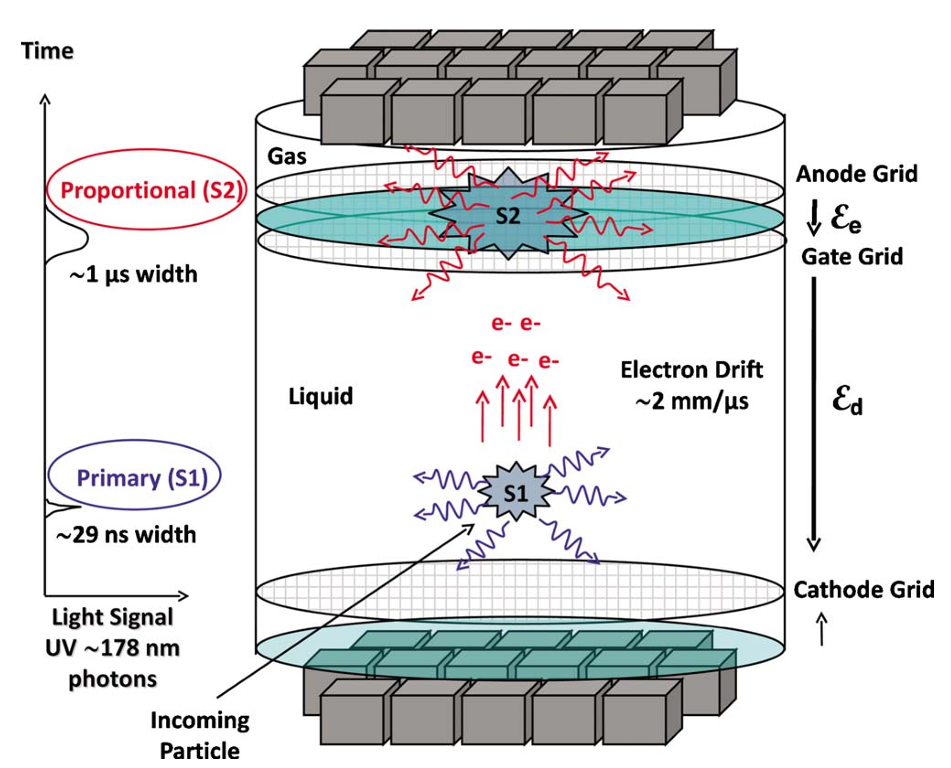 Time
Proportional (S2)
~1 µs width
Primary (S1)
~29 ns width
Light Signal
UV ~178 nm
photons
Incoming
Particle
Gas
S2
e- e-
e- e- e-
Liquid
Electron Drift
~2 mm/µs
S1
Anode Grid
ℰe
Gate Grid
ℰd
Cathode Grid